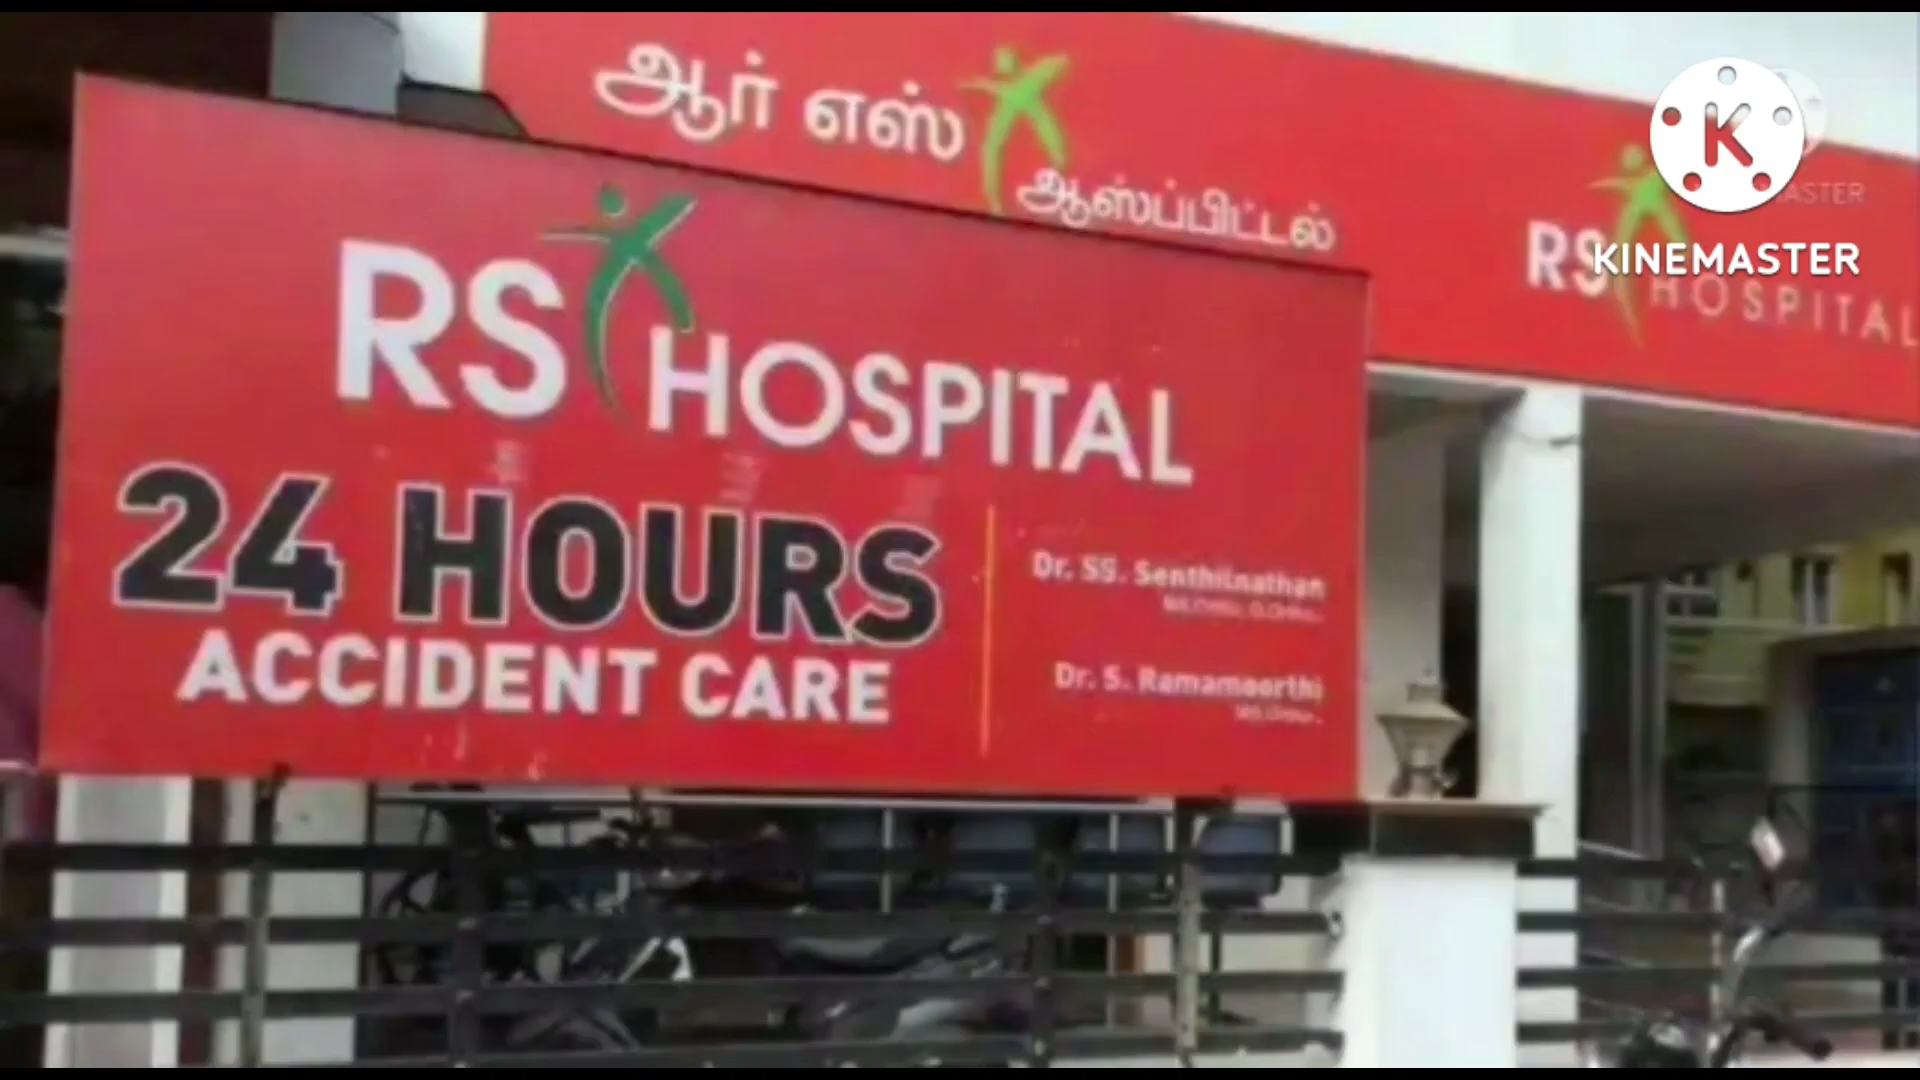 ஆர் எஸ்
ஆஸ்ப்பிட்டல்
RS HOSPITAL
24 HOURS
ACCIDENT CARE
Dr. SS. Senthilnathan
Dr. S. Ramamoorthi
RS HOSPITAL
K
KINEMASTER